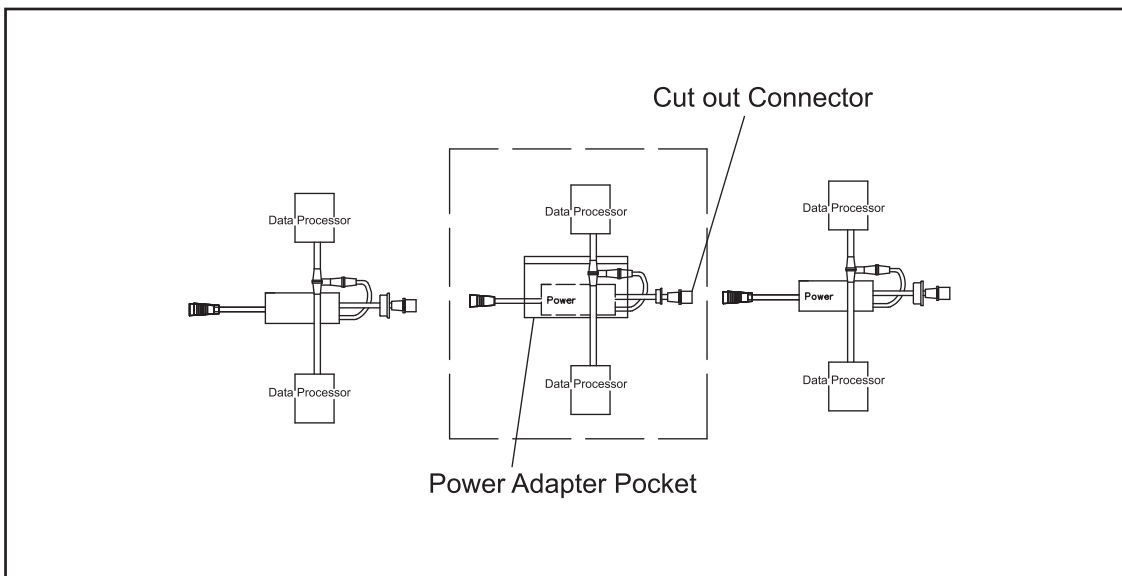 Cut out Connector
Data Processor
Data Processor
Data Processor
Power
Power
Data Processor
Data Processor
Data Processor
Power Adapter Pocket